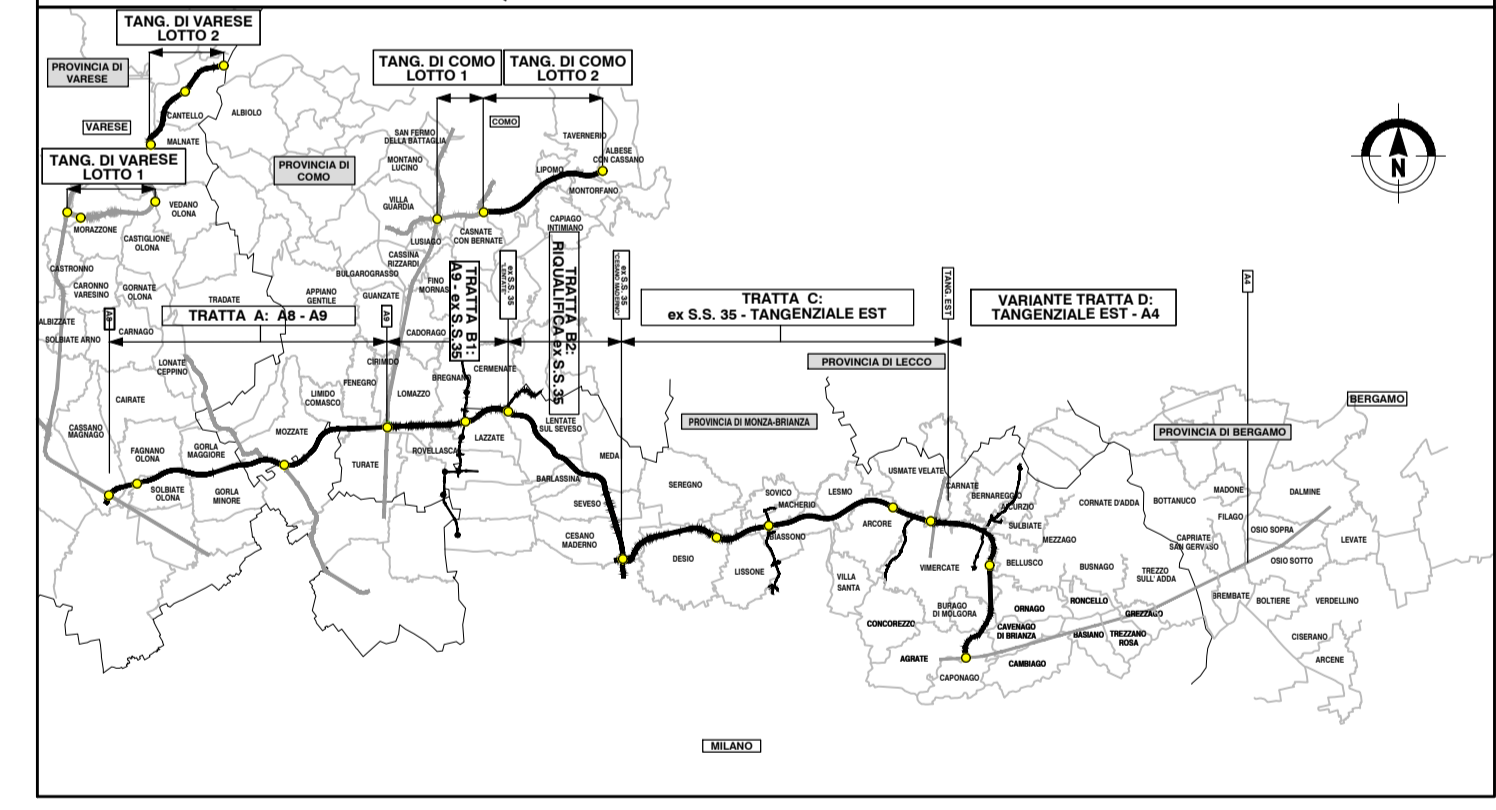 TANG. DI VARESE
LOTTO 2
PROVINCIA DI
VARESE
CANTELLO
ALBIOLO
VARESE
MALNATE
TANG. DI VARESE
LOTTO 1
VEDANO
OLONA
MORAZZONE
CASTIGLIONE
OLONA
PROVINCIA DI
COMO
TANG. DI COMO
LOTTO 1
TANG. DI COMO
LOTTO 2
COMO
SAN FERMO
DELLA BATTAGLIA
TAVERNERIO
ALBESE
CON CASSANO
MONTANO
LUCINO
LIPOMO
MONTORFANO
VILLA
GUARDIA
LUSIAGO
CASNATE
CON BERNATE
CAPIAGO
INTIMIANO
CASSINA
RIZZARDI
BULGAROGRASSO
FINO
MORNAS
CASTRONNO
CARONNO
VARESINO
GORNATE
OLONA
TRADATE
APPIANO
GENTILE
GUANZATE
ALBIZZATE
SOLBIATE ARNO
A8
CARNAGO
TRATTA A: A8 - A9
A9
CADORAGO
TRATTA B1:
A9 - ex S.S.35
ex S.S. 35
"LENTATE"
TRATTA B2:
RIQUALIFICA ex S.S.35
ex S.S. 35
"CESANO MADERNO"
TRATTA C:
ex S.S. 35 - TANGENZIALE EST
TANG. EST
VARIANTE TRATTA D:
TANGENZIALE EST - A4
A4
N
LONATE
CEPPINO
CIRIMIDO
FENEGRO
BREGNANO
CERMENATE
PROVINCIA DI LECCO
CAIRATE
LIMIDO
COMASCO
LOMAZZO
BERGAMO
CASSANO
MAGNAGO
MOZZATE
LAZZATE
LENTATE
SUL SEVESO
PROVINCIA DI MONZA-BRIANZA
PROVINCIA DI BERGAMO
FAGNANO
OLONA
GORLA
MAGGIORE
ROVELLASCA
TURATE
MEDA
BARLASSINA
SOLBIATE
OLONA
GORLA
MINORE
SEVESO
SEREGNO
SOVICO
MACHERIO
LESMO
USMATE VELATE
CARNATE
BERNAREGGIO
AICURZIO
SULBIATE
CORNATE D'ADDA
BOTTANUCO
MADONE
DALMINE
FILAGO
OSIO SOPRA
ARCORE
BIASSONO
MEZZAGO
CAPRIATE
SAN GERVASO
LEVATE
CESANO
MADERNO
DESIO
LISSONE
VILLA
SANTA
VIMERCATE
BELLUSCO
BUSNAGO
TREZZO
SULL' ADDA
OSIO SOTTO
BURAGO
DI MOLGORA
ORNAGO
RONCELLO
GREZZAGO
BREMBATE
BOLTIERE
VERDELLINO
CONCOREZZO
CAVENAGO
DI BRIANZA
BASIANO
TREZZANO
ROSA
CISERANO
ARCENE
AGRATE
CAMBIAGO
CAPONAGO
MILANO